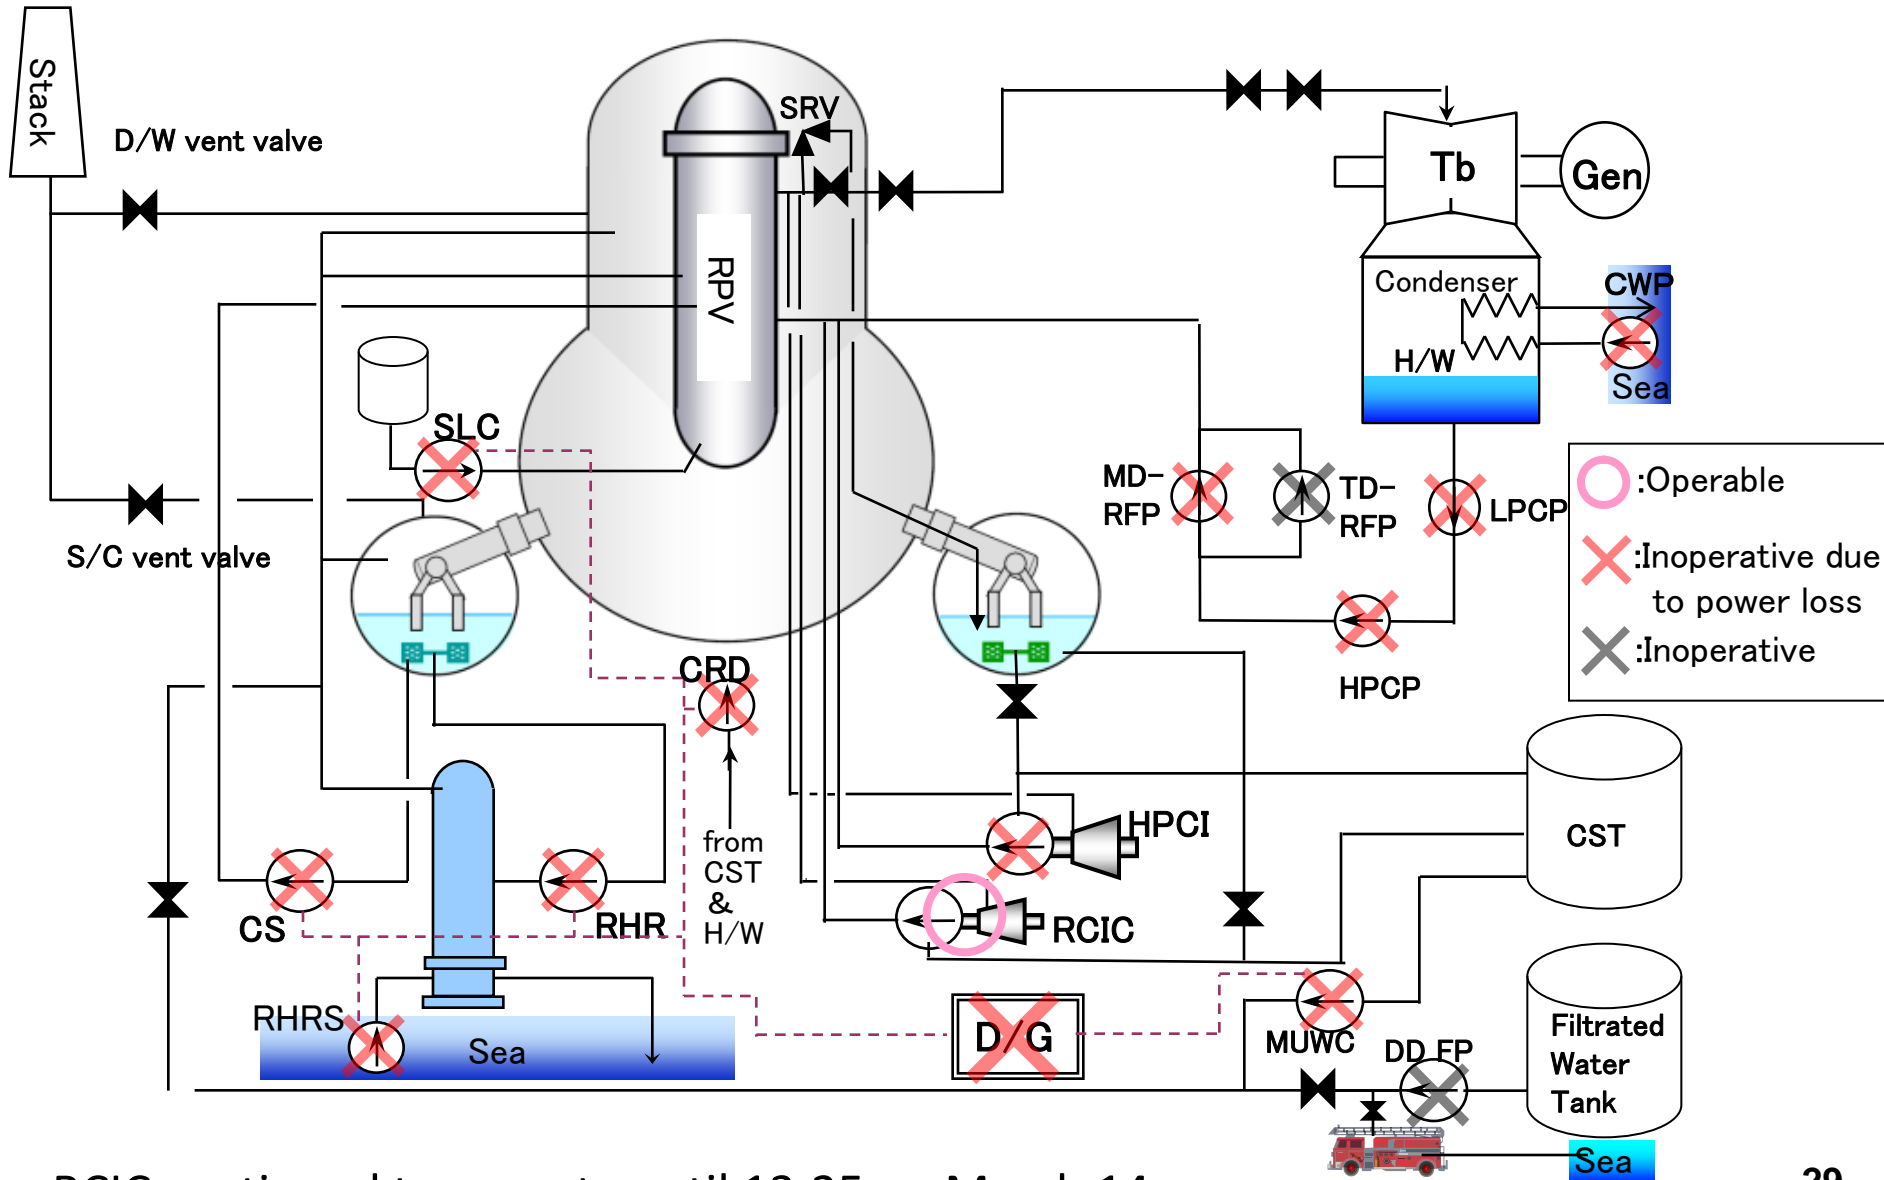 Stack
D/W vent valve
SRV
RPV
Tb
Gen
Condenser
CWP
H/W
Sea
SLC
MD-
RFP
TD-
RFP
LPCP
:Operable
:Inoperative due
to power loss
:Inoperative
S/C vent valve
HPCP
CRD
from
CST
&
H/W
HPCI
CST
CS
RHR
RCIC
RHRS
Sea
D/G
MUWC
DD FP
Filtrated
Water
Tank
Sea
29